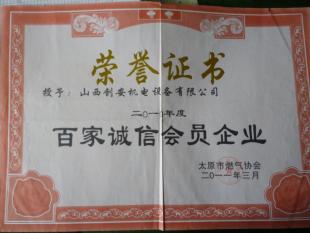 荣誉证书
授予：山西创安机电设备有限公司
二〇一〇年度
百家诚信会员企业
太原市燃气协会
二〇一一年三月